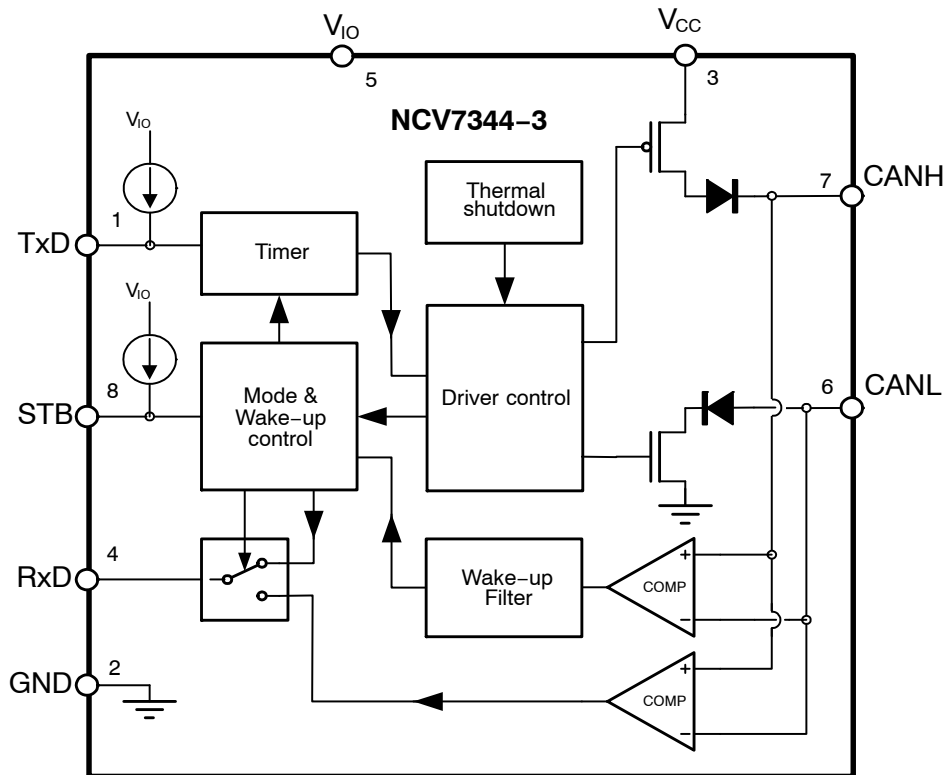 V_IO
V_CC
5
3
NCV7344−3
V_IO
Thermal
shutdown
7
CANH
1
TxD
Timer
V_IO
8
STB
Mode &
Wake−up
control
Driver control
6
CANL
4
RxD
Wake−up
Filter
+
COMP
−
2
GND
+
COMP
−